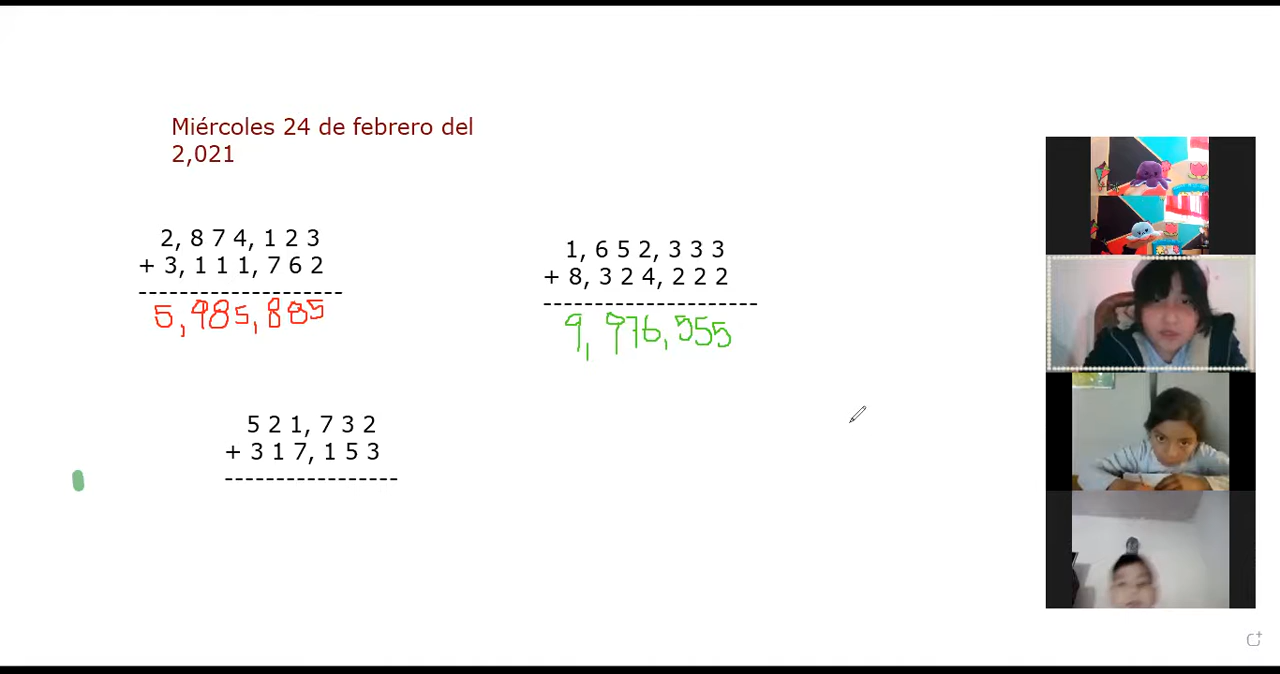 Miércoles 24 de febrero del
2,021
2, 8 7 4, 1 2 3
+ 3, 1 1 1, 7 6 2
-------------------
5,985,885
1, 6 5 2, 3 3 3
+ 8, 3 2 4, 2 2 2
--------------------
9,976,555
5 2 1, 7 3 2
+ 3 1 7, 1 5 3
-----------------